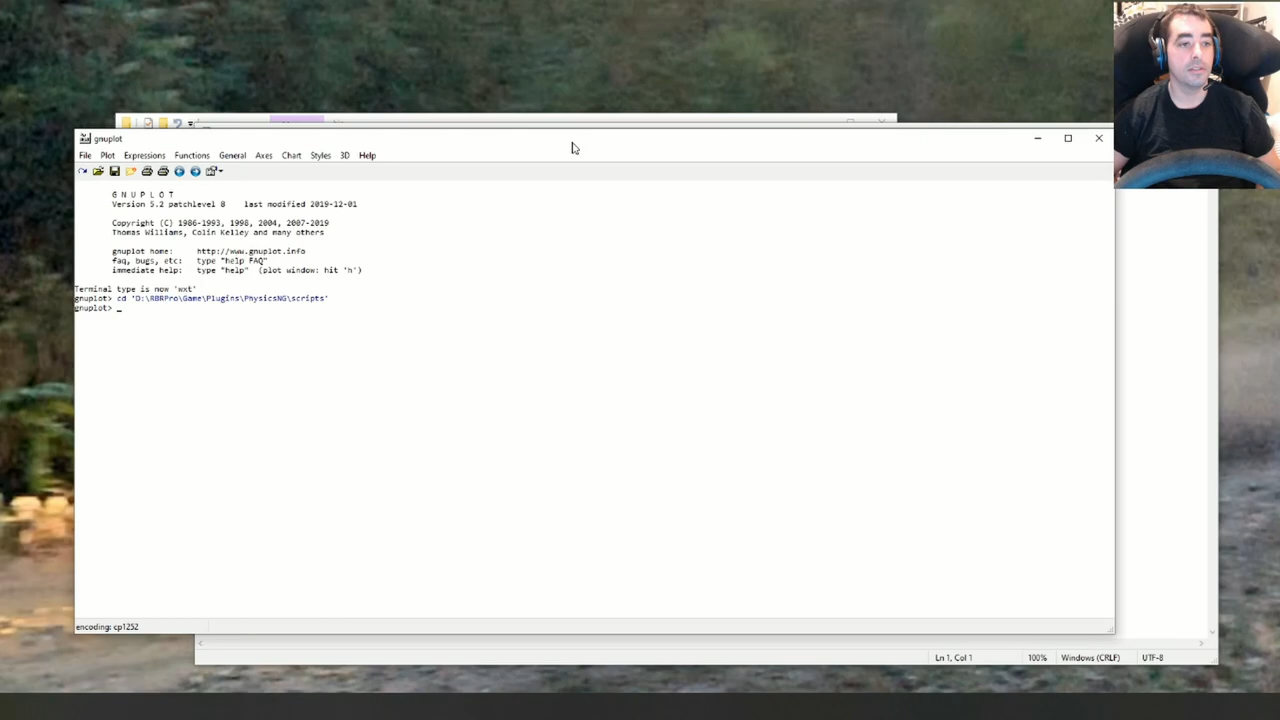 gnuplot
File Plot Expressions Functions General Axes Chart Styles 3D Help
G N U P L O T
Version 5.2 patchlevel 8 last modified 2019-12-01
Copyright (C) 1986-1993, 1998, 2004, 2007-2019
Thomas Williams, Colin Kelley and many others
gnuplot home: http://www.gnuplot.info
faq, bugs, etc: type "help FAQ"
immediate help: type "help" (plot window: hit 'h')
Terminal type is now 'wxt'
gnuplot> cd 'D:\RBRPro\Game\Plugins\PhysicsNG\scripts'
gnuplot> _
encoding: cp1252
Ln 1, Col 1 100% Windows (CRLF) UTF-8